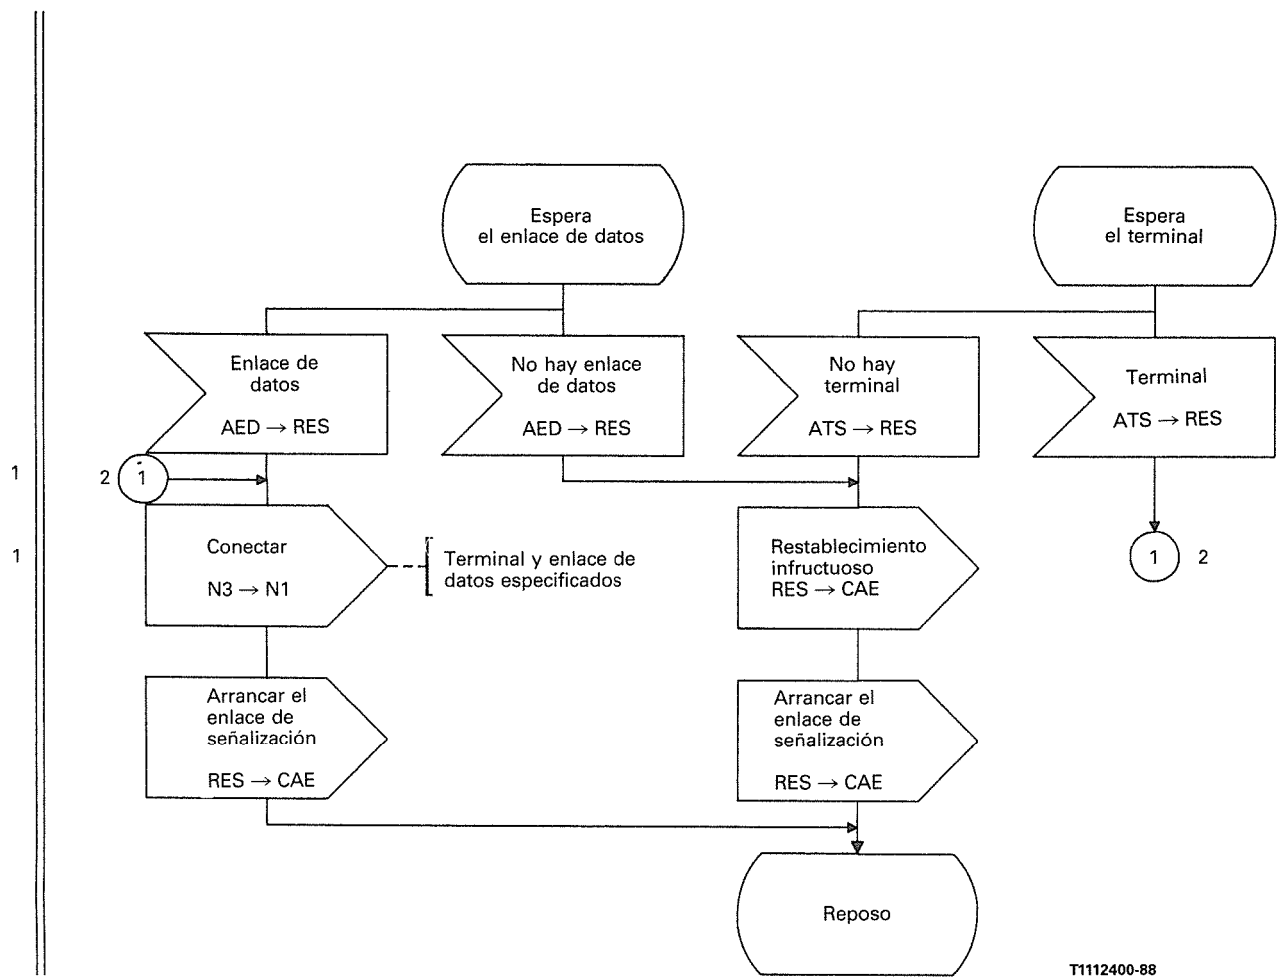 Espera
el enlace de datos
Espera
el terminal
Enlace de
datos
AED → RES
No hay enlace
de datos
AED → RES
No hay
terminal
ATS → RES
Terminal
ATS → RES
1
2
1
Conectar
N3 → N1
Terminal y enlace de
datos especificados
Restablecimiento
infructuoso
RES → CAE
1
2
1
Arrancar el
enlace de
señalización
RES → CAE
Arrancar el
enlace de
señalización
RES → CAE
Reposo
T1112400-88